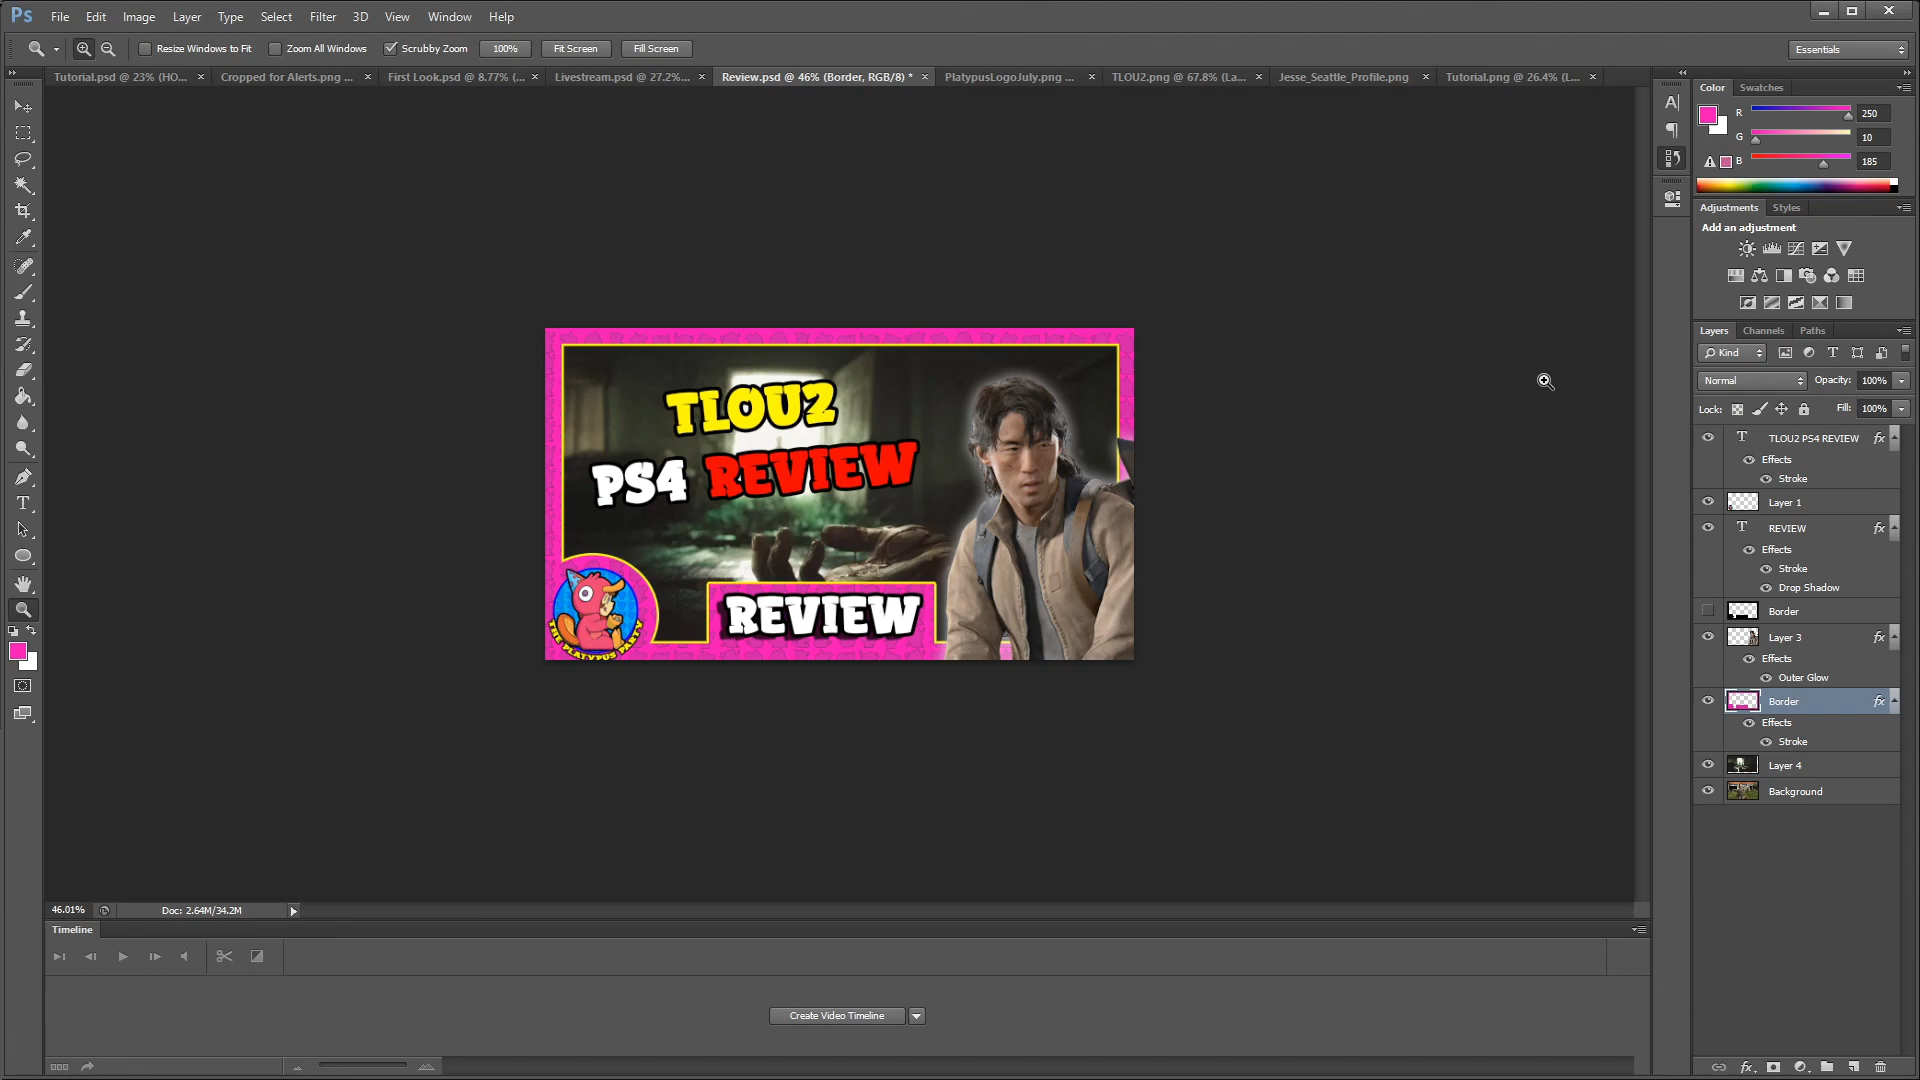 Ps File Edit Image Layer Type Select Filter 3D View Window Help
Resize Windows to Fit Zoom All Windows Scrubby Zoom 100% Fit Screen Fill Screen Essentials
Tutorial.psd @ 23% (HO... × Cropped for Alerts.png ... × First Look.psd @ 8.77% (... × Livestream.psd @ 27.2%... × Review.psd @ 46% (Border, RGB/8) * × PlatypusLogoJuly.png ... × TLOU2.png @ 67.8% (La... × Jesse_Seattle_Profile.png × Tutorial.png @ 26.4% (L... ×
Color Swatches
R 250
G 10
B 185
Adjustments Styles
Add an adjustment
Layers Channels Paths
Kind
Normal Opacity: 100%
Lock: Fill: 100%
TLOU2 PS4 REVIEW fx
Effects
Stroke
Layer 1
REVIEW fx
Effects
Stroke
Drop Shadow
Border
Layer 3 fx
Effects
Outer Glow
Border fx
Effects
Stroke
Layer 4
Background
TLOU2
PS4 REVIEW
REVIEW
THE PLATYPUS PARTY
46.01% Doc: 2.64M/34.2M
Timeline
Create Video Timeline